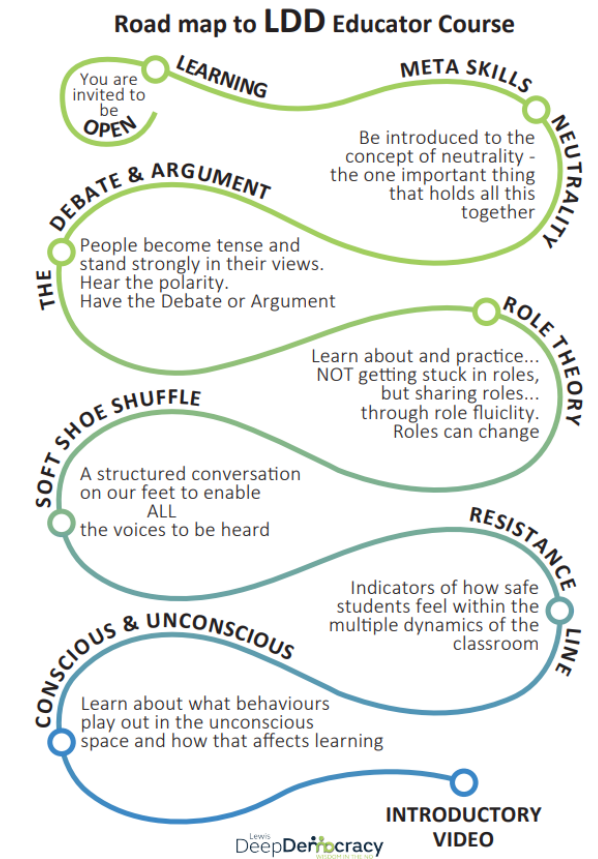 Road map to LDD Educator Course
LEARNING
You are
invited to
be
OPEN
META SKILLS
NEUTRALITY
Be introduced to the
concept of neutrality -
the one important thing
that holds all this
together
THE DEBATE & ARGUMENT
People become tense and
stand strongly in their views.
Hear the polarity.
Have the Debate or Argument
ROLE THEORY
Learn about and practice...
NOT getting stuck in roles,
but sharing roles...
through role fluiclity.
Roles can change
SOFT SHOE SHUFFLE
A structured conversation
on our feet to enable
ALL
the voices to be heard
RESISTANCE LINE
Indicators of how safe
students feel within the
multiple dynamics of the
classroom
CONSCIOUS & UNCONSCIOUS
Learn about what behaviours
play out in the unconscious
space and how that affects learning
INTRODUCTORY
VIDEO
Lewis
DeepDemocracy
WISDOM IN THE NO